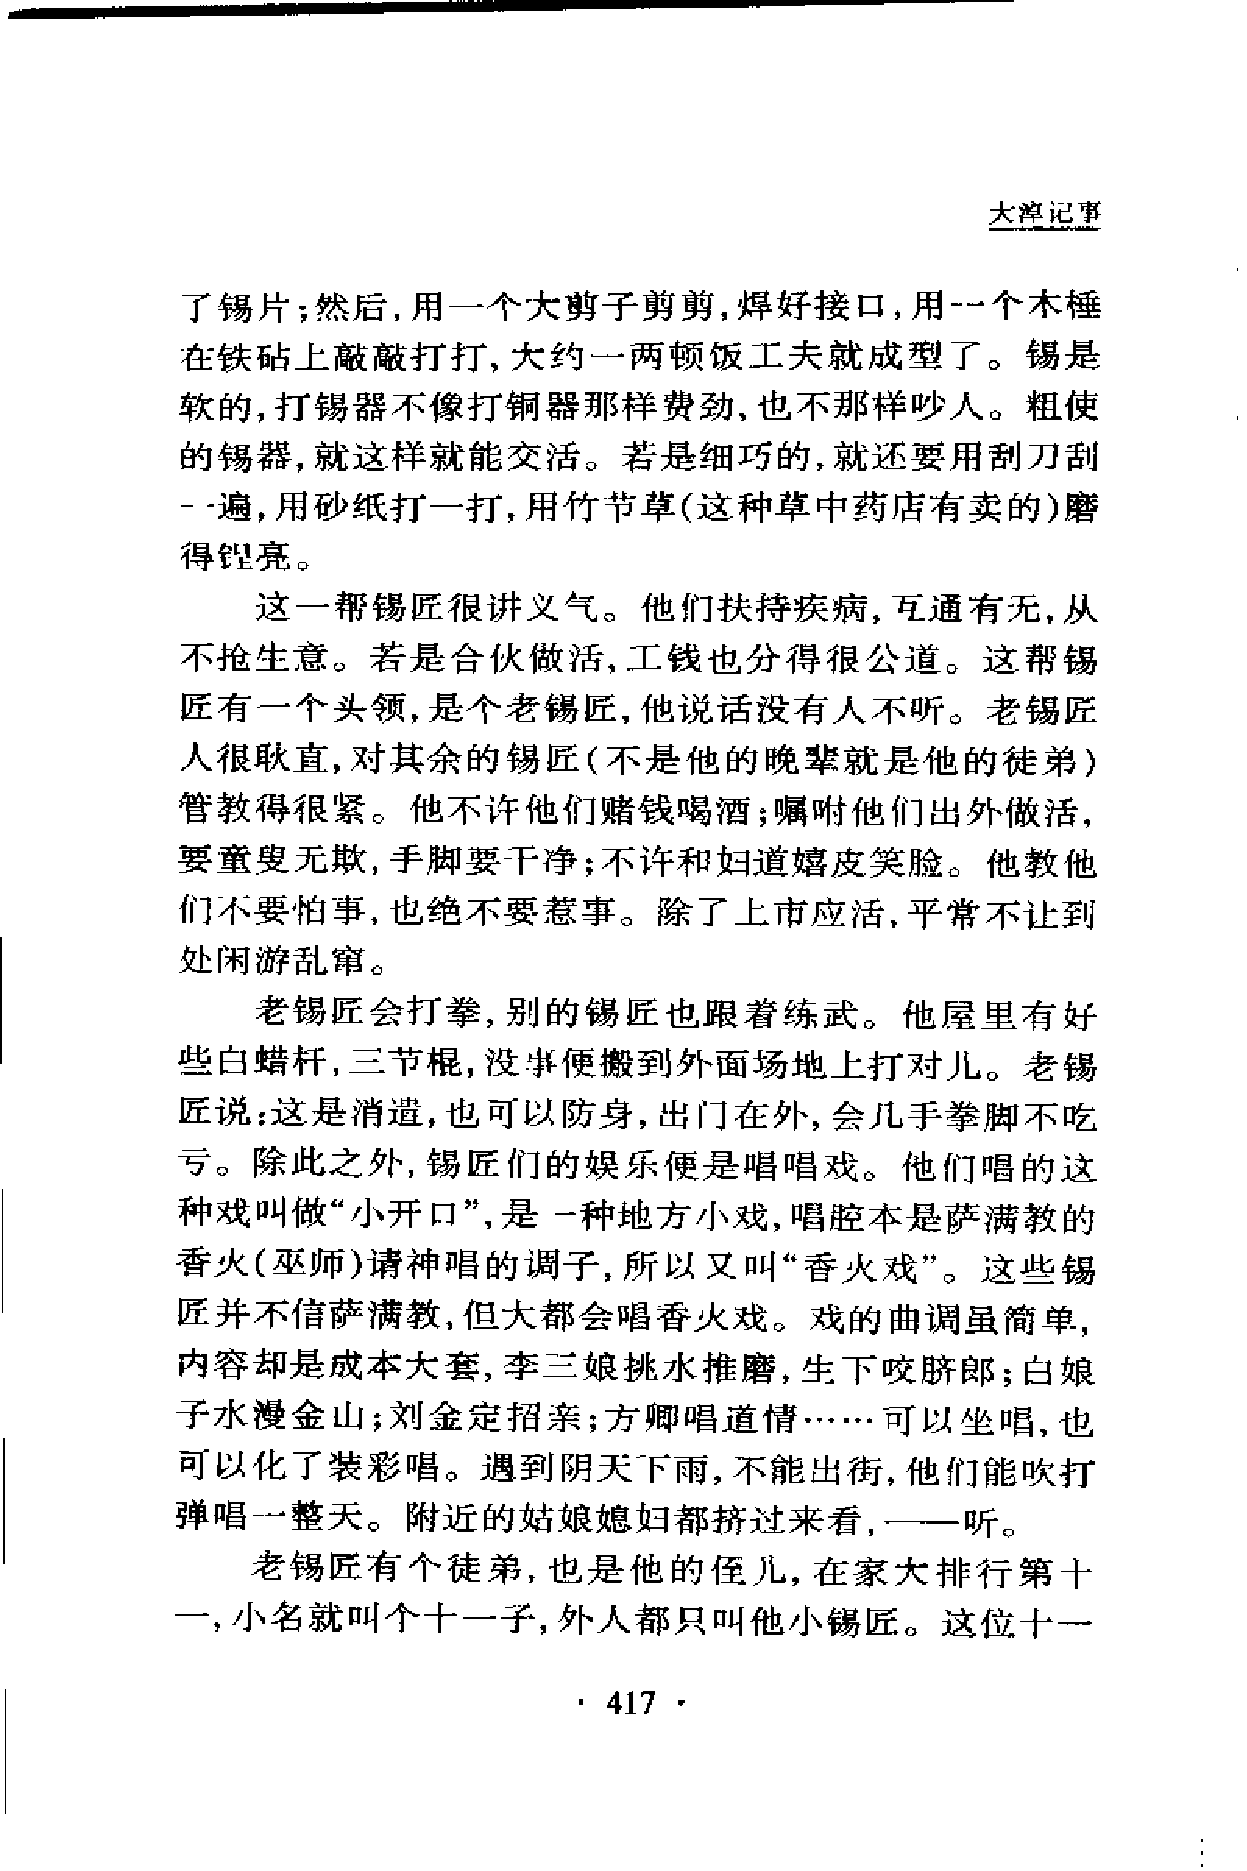 大淖记事
了锡片;然后,用一个大剪子剪剪,焊好接口,用一个木棰
在铁砧上敲敲打打,大约一两顿饭工夫就成型了。锡是
软的,打锡器不像打铜器那样费劲、也不那样吵人。粗使
的锡器,就这样就能交活。若是细巧的,就还要用刮刀刮
一遍,用砂纸打一打,用竹节草(这种草中药店有卖的)磨
得锃亮。
这一帮锡匠很讲义气。他们扶持疾病,互通有无,从
不抢生意。若是合伙做活,工钱也分得很公道。这帮锡
匠有一个头领,是个老锡匠,他说话没有人不听。老锡匠
人很耿直,对其余的锡匠(不是他的晚辈就是他的徒弟)
管教得很紧。他不许他们赌钱喝酒;嘱咐他们出外做活,
要童叟无欺,手脚要干净;不许和妇道嬉皮笑脸。他教他
们不要怕事,也绝不要惹事。除了上市应活,平常不让到
处闲游乱窜。
老锡匠会打拳,别的锡匠也跟着练武。他屋里有好
些白蜡杆,三节棍,没事便搬到外面场地上打对儿。老锡
匠说:这是消遣,也可以防身,出门在外,会几手拳脚不吃
亏。除此之外,锡匠们的娱乐便是唱唱戏。他们唱的这
种戏叫做“小开口”,是一种地方小戏,唱腔本是萨满教的
香火(巫师)请神唱的调子,所以又叫“香火戏”。这些锡
匠并不信萨满教,但大都会唱香火戏。戏的曲调虽简单,
内容却是成本大套,李三娘挑水推磨,生下咬脐郎;白娘
子水漫金山;刘金定招亲;方卿唱道情……可以坐唱,也
可以化了装彩唱。遇到阴天下雨,不能出街,他们能吹打
弹唱一整天。附近的姑娘媳妇都挤过来看,——听。
老锡匠有个徒弟,也是他的侄儿,在家大排行第十
一,小名就叫个十一子,外人都只叫他小锡匠。这位十一
· 417 ·